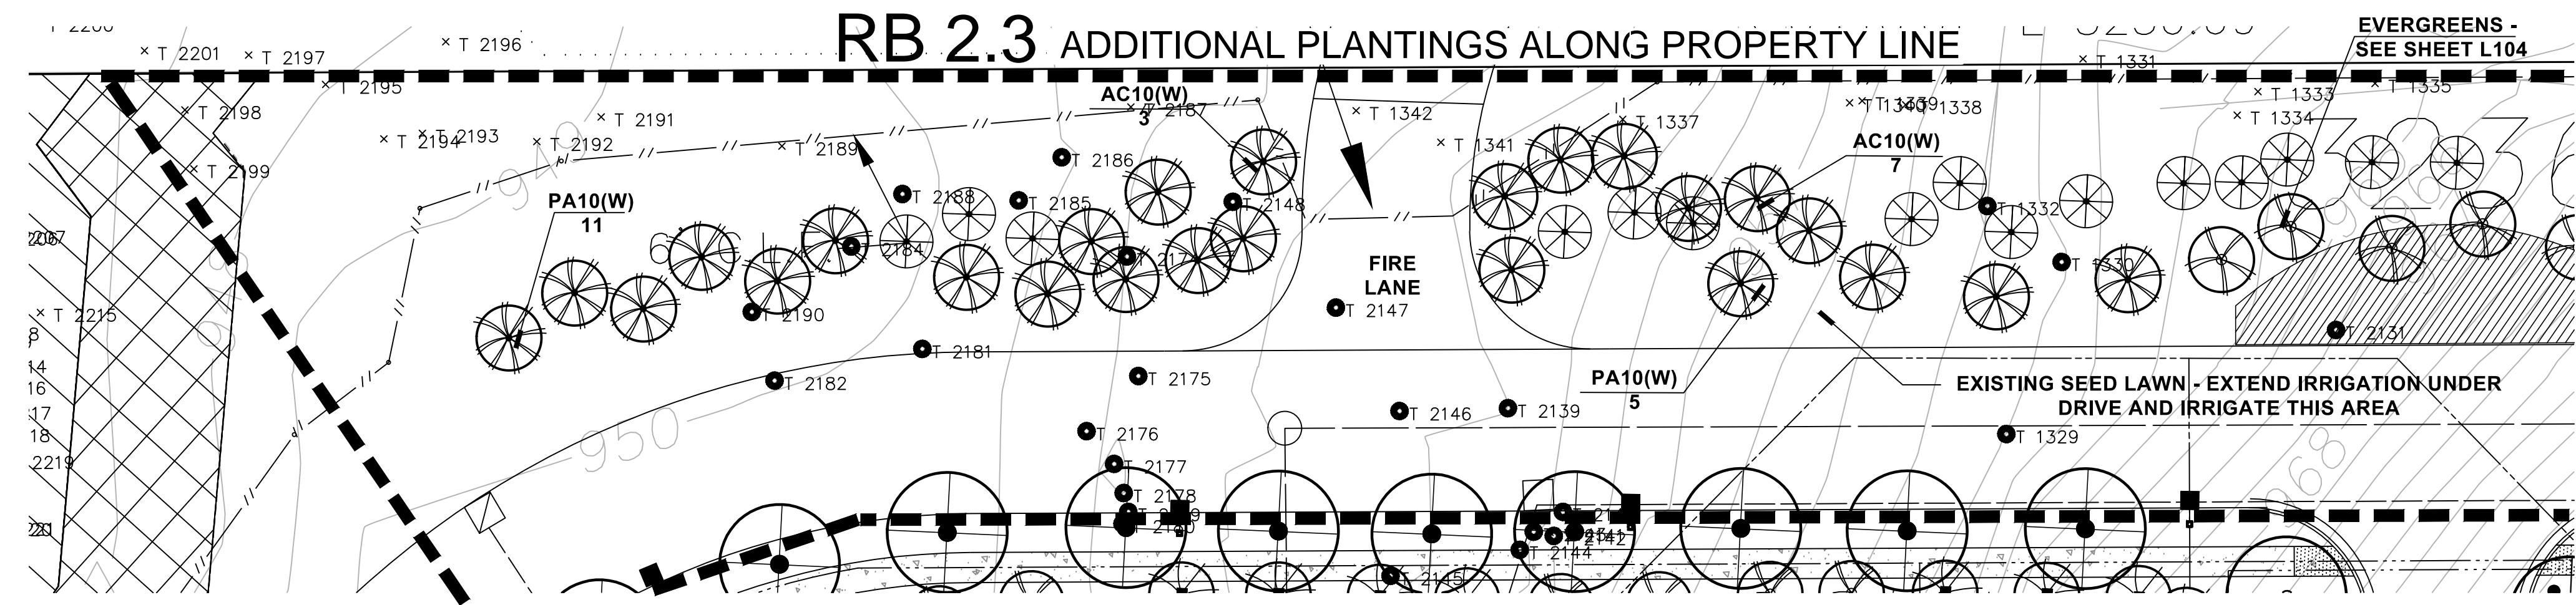 RB 2.3 ADDITIONAL PLANTINGS ALONG PROPERTY LINE
EVERGREENS -
SEE SHEET L104
T 2201
T 2197
T 2196
T 2195
T 2198
T 2194
T 2193
T 2192
T 2191
T 2189
T 2199
AC10(W)
3
T 2187
T 1342
T 1341
T 1337
T 1338
T 1331
T 1333
T 1335
T 1334
AC10(W)
7
T 2186
T 2188
T 2185
T 2148
T 1332
PA10(W)
11
T 2184
T 1330
FIRE
LANE
T 2147
T 2190
T 2215
T 2131
T 2181
T 2182
T 2175
PA10(W)
5
EXISTING SEED LAWN - EXTEND IRRIGATION UNDER
DRIVE AND IRRIGATE THIS AREA
T 2146
T 2139
T 2176
T 1329
950
2219
T 2177
T 2178
968
T 2144